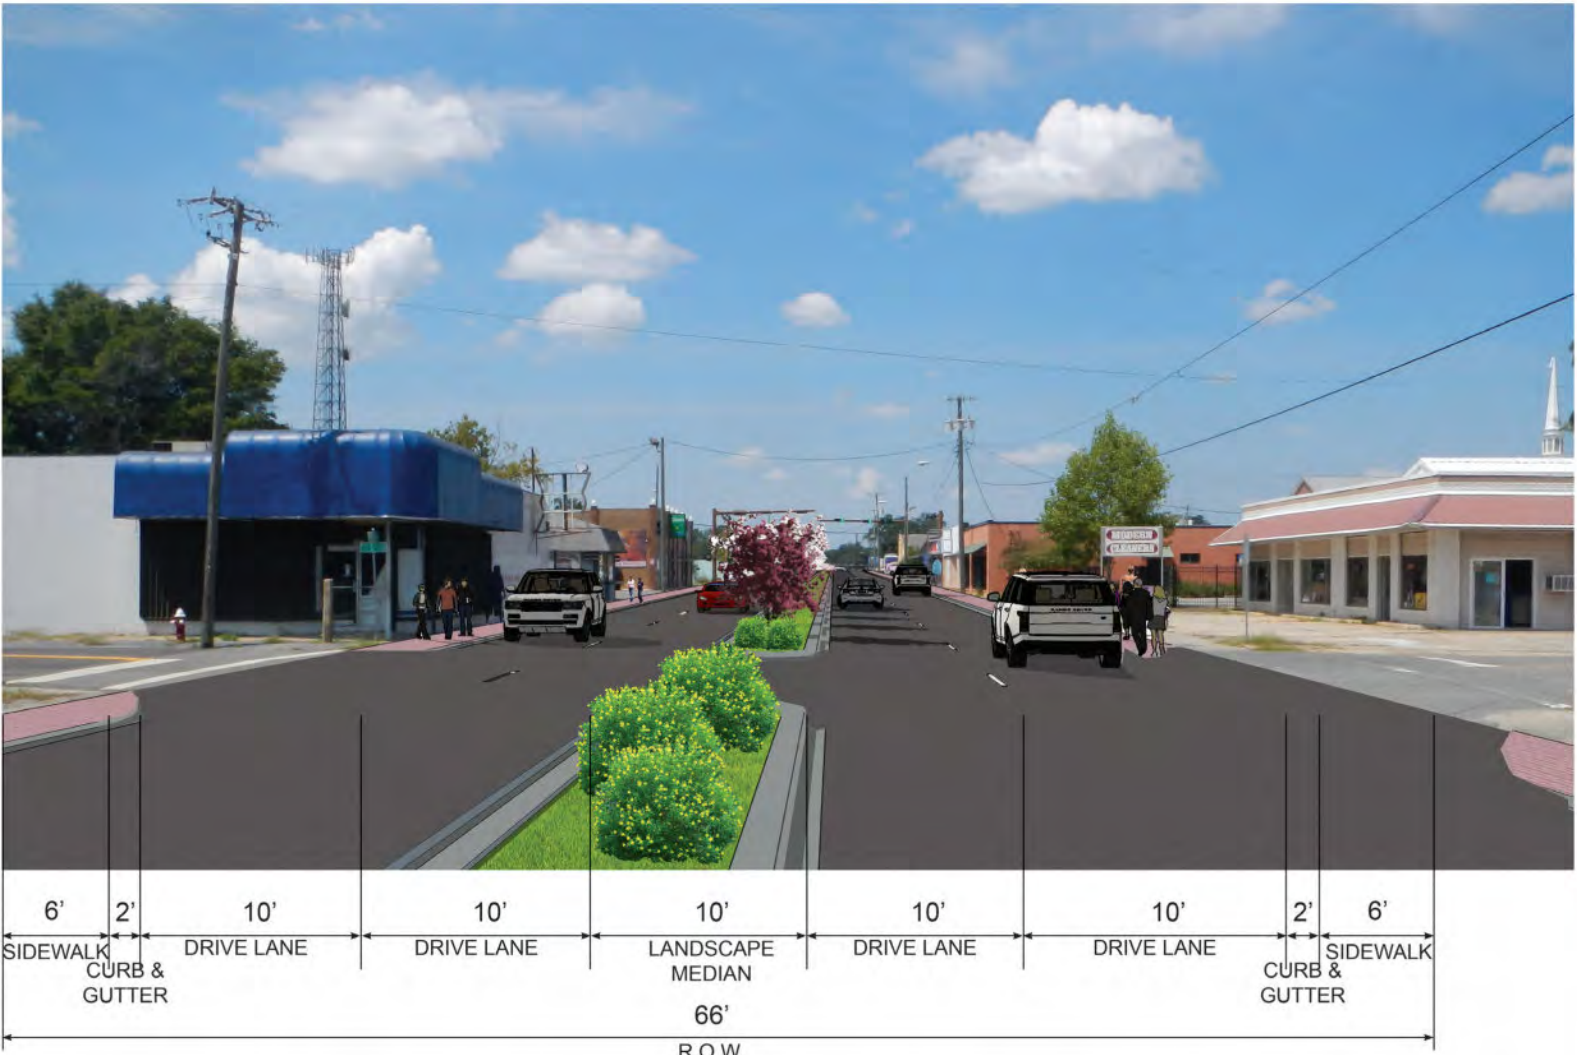 MODERN
CLEANERS
6' 2' 10' 10' 10' 10' 10' 2' 6'
SIDEWALK DRIVE LANE DRIVE LANE LANDSCAPE DRIVE LANE DRIVE LANE SIDEWALK
CURB & MEDIAN CURB &
GUTTER GUTTER
66'
R.O.W.